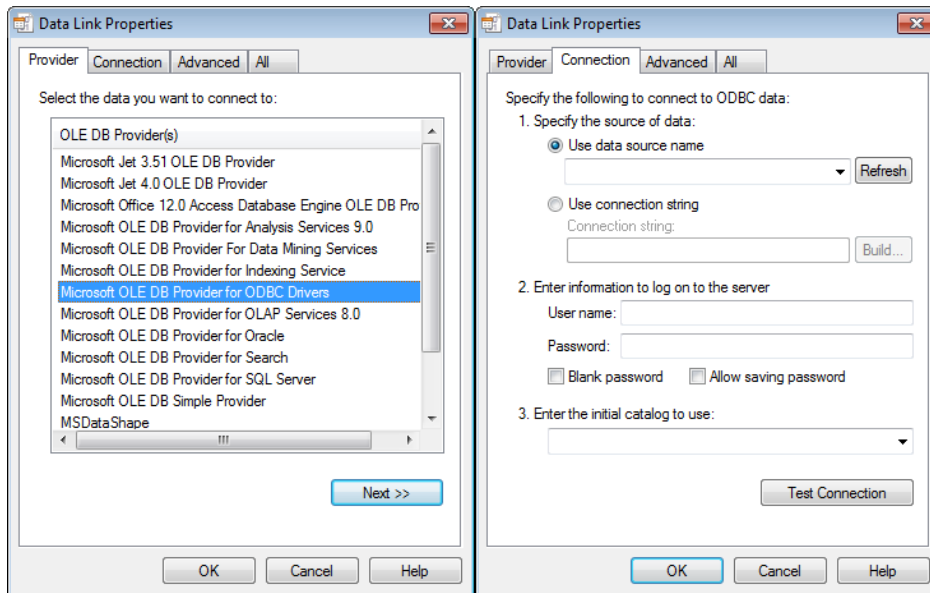 Data Link Properties
Provider Connection Advanced All
Select the data you want to connect to:
OLE DB Provider(s)
Microsoft Jet 3.51 OLE DB Provider
Microsoft Jet 4.0 OLE DB Provider
Microsoft Office 12.0 Access Database Engine OLE DB Pro
Microsoft OLE DB Provider for Analysis Services 9.0
Microsoft OLE DB Provider For Data Mining Services
Microsoft OLE DB Provider for Indexing Service
Microsoft OLE DB Provider for ODBC Drivers
Microsoft OLE DB Provider for OLAP Services 8.0
Microsoft OLE DB Provider for Oracle
Microsoft OLE DB Provider for Search
Microsoft OLE DB Provider for SQL Server
Microsoft OLE DB Simple Provider
MSDataShape
Next >>
OK Cancel Help
Data Link Properties
Provider Connection Advanced All
Specify the following to connect to ODBC data:
1. Specify the source of data:
Use data source name
Refresh
Use connection string
Connection string:
Build...
2. Enter information to log on to the server
User name:
Password:
Blank password Allow saving password
3. Enter the initial catalog to use:
Test Connection
OK Cancel Help